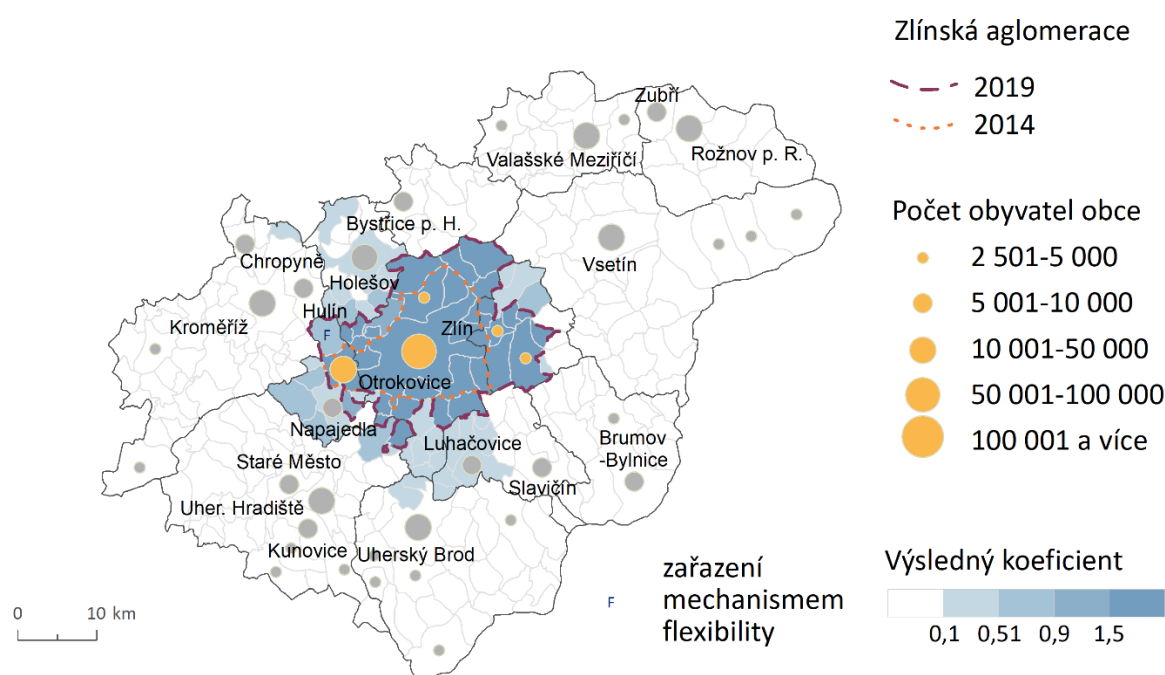 Zlínská aglomerace
2019
2014
Počet obyvatel obce
2 501-5 000
5 001-10 000
10 001-50 000
50 001-100 000
100 001 a více
Výsledný koeficient
0,1 0,51 0,9 1,5
zařazení
mechanismem
flexibility
F
Zubří
Valašské Meziříčí
Rožnov p. R.
Bystřice p. H.
Vsetín
Chropyně
Holešov
Hulín
Kroměříž
F
Zlín
Otrokovice
Napajedla
Luhačovice
Brumov
-Bylnice
Staré Město
Slavičín
Uher. Hradiště
Kunovice
Uherský Brod
0 10 km